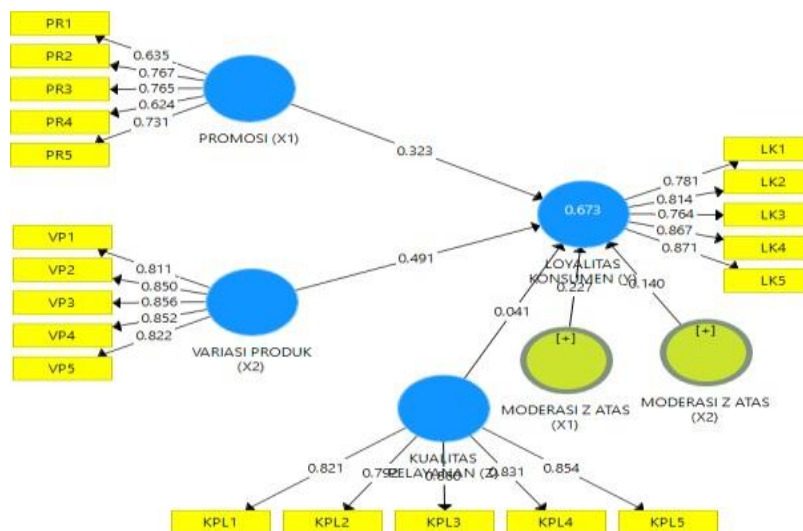 PR1
PR2
PR3
PR4
PR5
0.635
0.767
0.765
0.624
0.731
PROMOSI (X1)
0.323
VP1
VP2
VP3
VP4
VP5
0.811
0.850
0.856
0.852
0.822
VARIASI PRODUK
(X2)
0.491
0.673
LOYALITAS
KONSUMEN (Y)
0.781
0.814
0.764
0.867
0.871
LK1
LK2
LK3
LK4
LK5
0.041
0.227
0.140
[+]
MODERASI Z ATAS
(X1)
[+]
MODERASI Z ATAS
(X2)
KUALITAS
PELAYANAN (Z)
0.821
0.831
0.854
KPL1
KPL2
KPL3
KPL4
KPL5